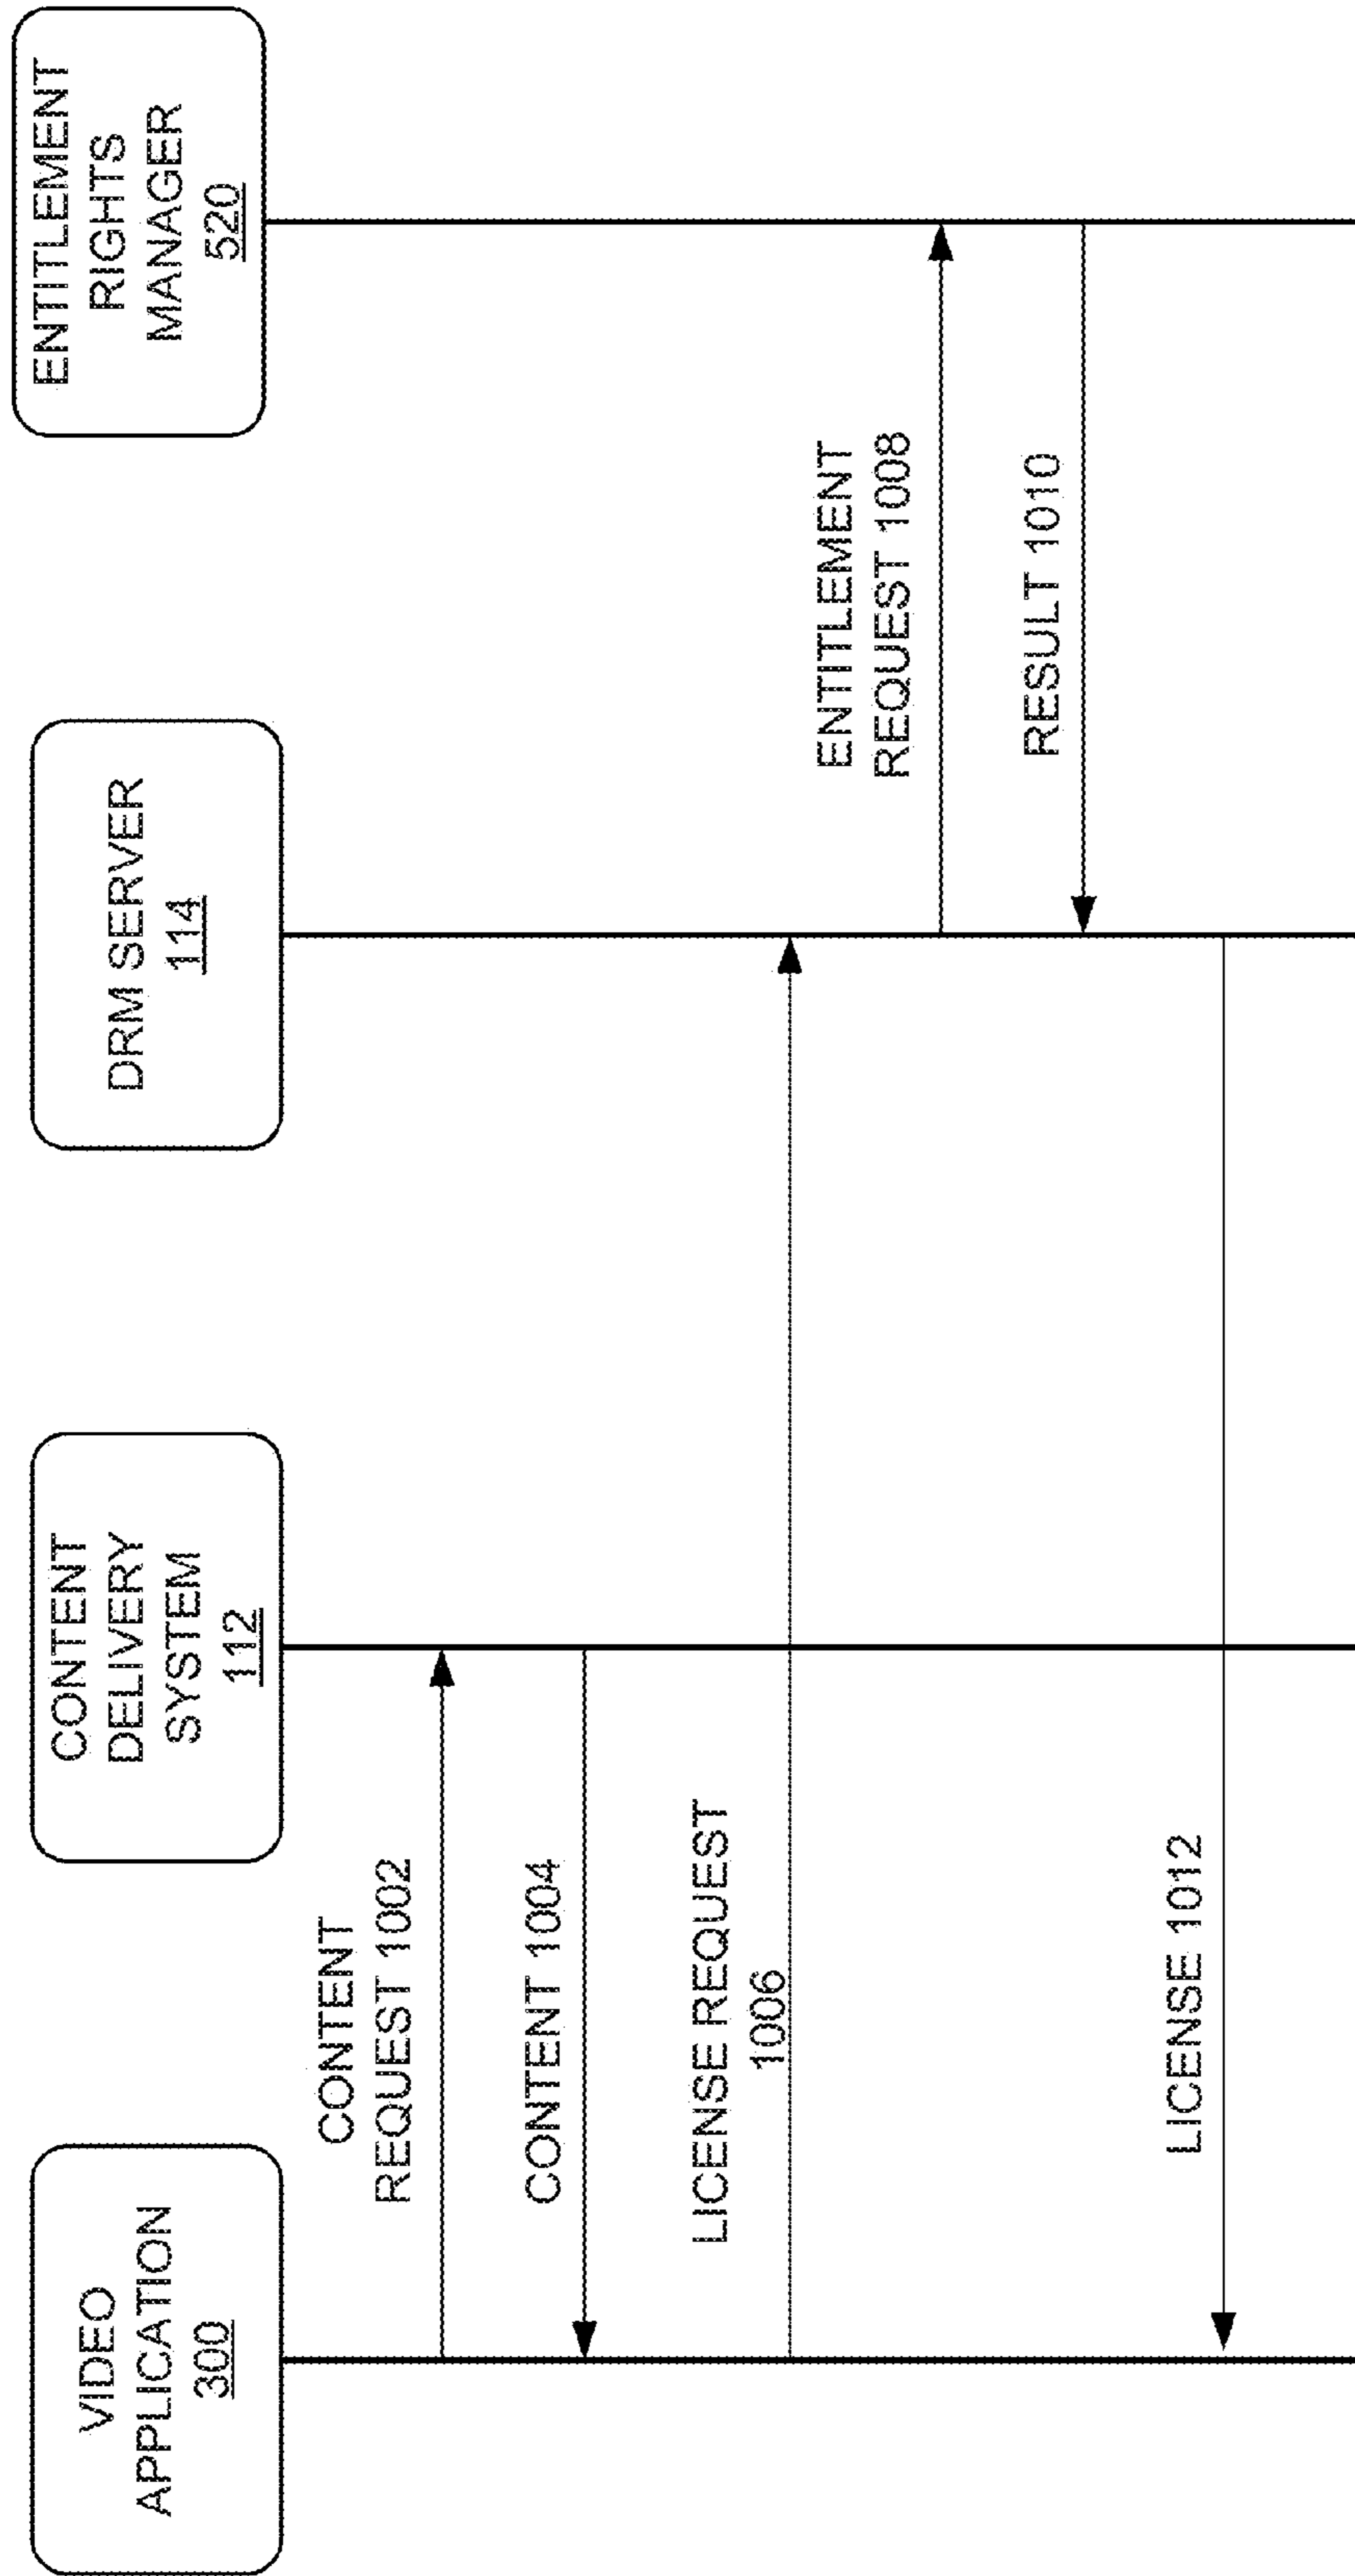 VIDEO
APPLICATION
300
CONTENT
DELIVERY
SYSTEM
112
DRM SERVER
114
ENTITLEMENT
RIGHTS
MANAGER
520
CONTENT
REQUEST 1002
CONTENT 1004
LICENSE REQUEST
1006
ENTITLEMENT
REQUEST 1008
RESULT 1010
LICENSE 1012